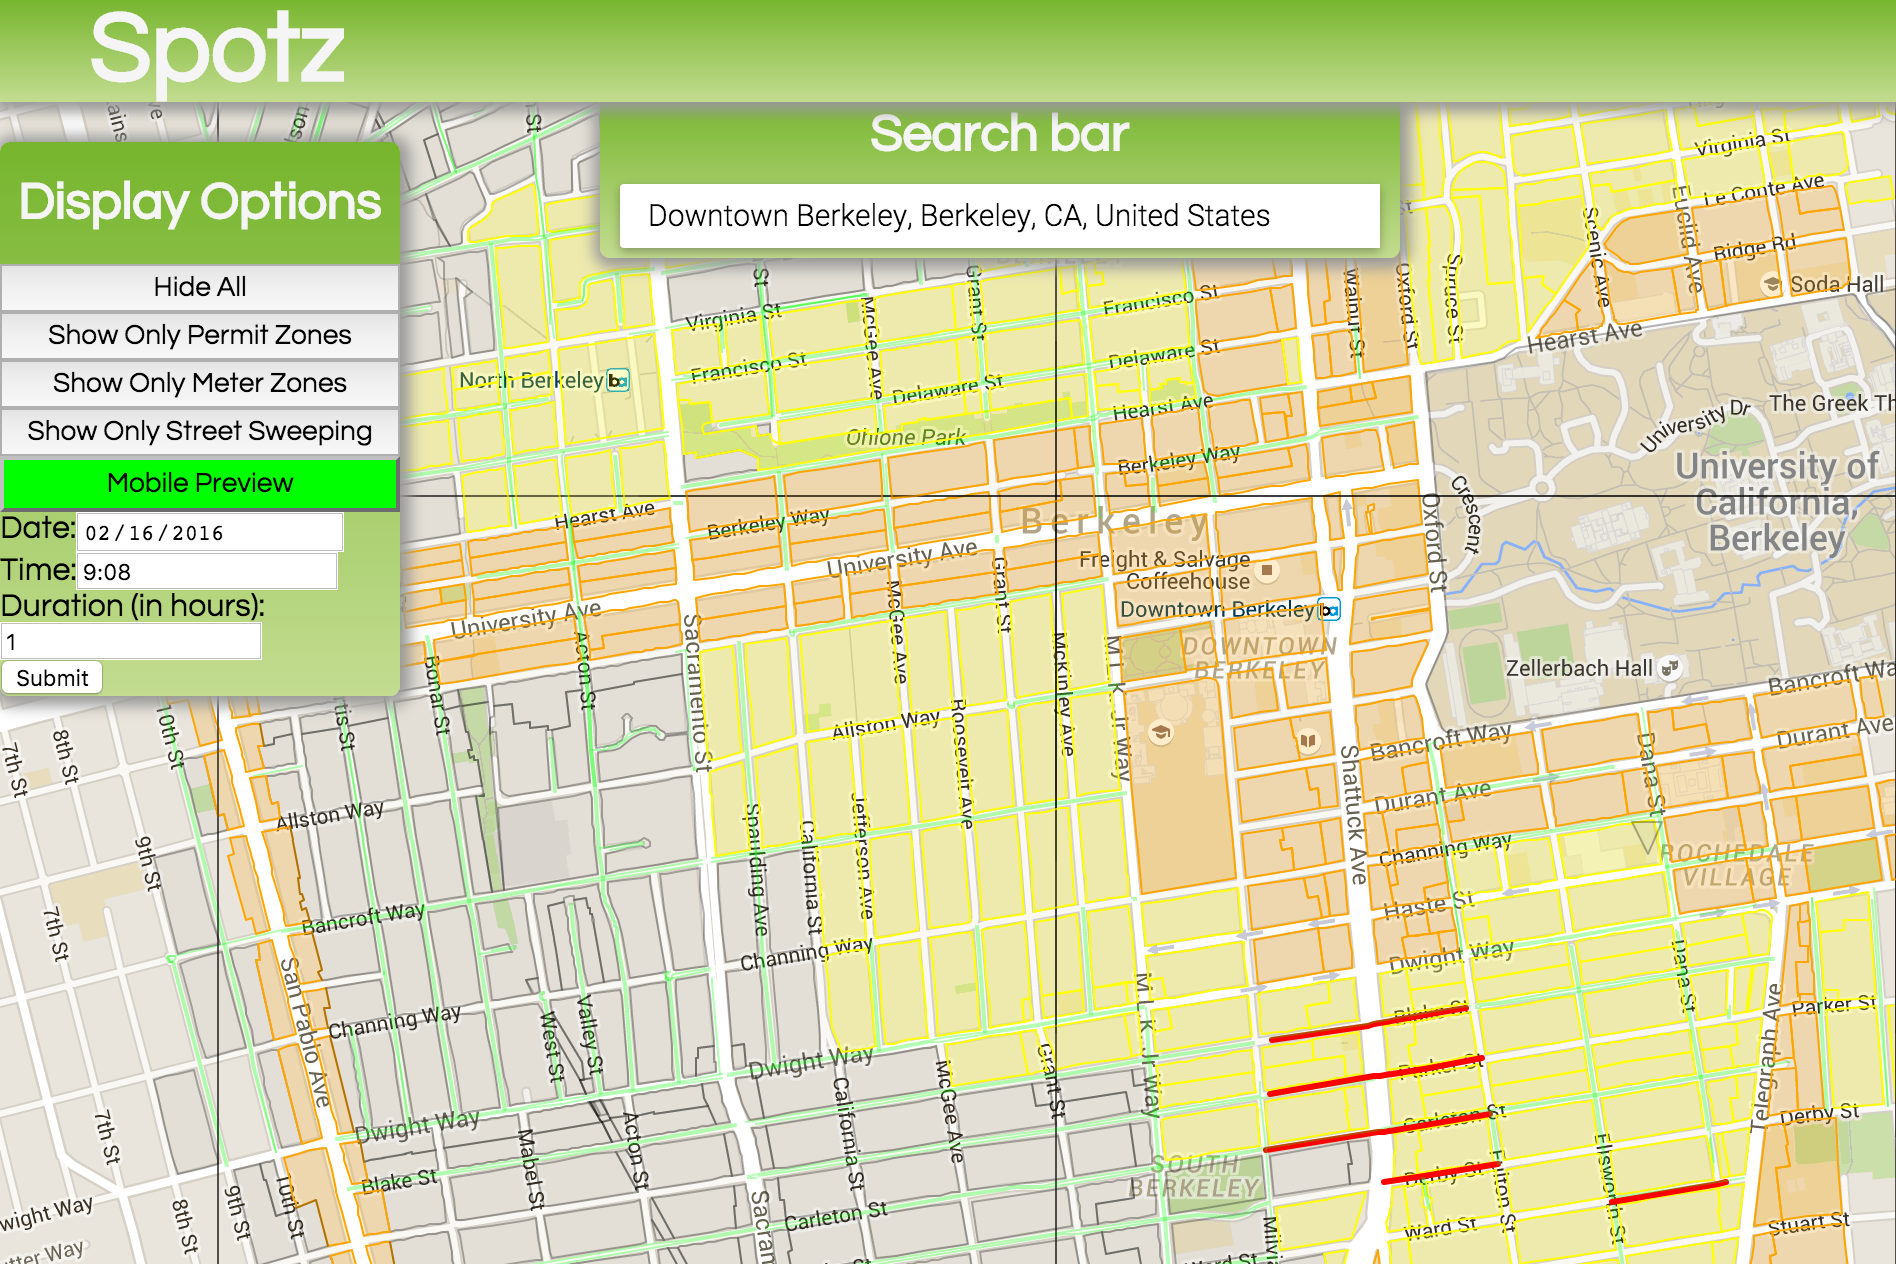 Spotz
Search bar
Downtown Berkeley, Berkeley, CA, United States
Display Options
Hide All
Show Only Permit Zones
Show Only Meter Zones
Show Only Street Sweeping
Mobile Preview
Date: 02/16/2016
Time: 9:08
Duration (in hours):
1
Submit
Virginia St
Le Conte Ave
Euclid Ave
Scenic Ave
Ridge Rd
Soda Hall
Spruce St
Oxford St
Walnut St
Hearst Ave
Francisco St
Grant St
McGee Ave
Virginia St
Francisco St
Delaware St
Delaware St
North Berkeley
Hearst Ave
Ohlone Park
Berkeley Way
University Dr
The Greek Th
University of
California,
Berkeley
Crescent
Oxford St
Hearst Ave
Berkeley Way
Berkeley
University Ave
Freight & Salvage
Coffeehouse
Downtown Berkeley
DOWNTOWN
BERKELEY
University Ave
McGee Ave
Grant St
McKinley Ave
M.L.K. Jr Way
Sacramento St
Acton St
Bonar St
Zellerbach Hall
Bancroft Wa
Durant Ave
Dana St
Bancroft Way
Durant Ave
Channing Way
Shattuck Ave
ROCHEDALE
VILLAGE
Haste St
Dwight Way
Allston Way
Roosevelt Ave
Jefferson Ave
California St
Spaulding Ave
Channing Way
10th St
8th St
7th St
Allston Way
9th St
7th St
Bancroft Way
San Pablo Ave
Channing Way
West St
Valley St
Dwight Way
M.L.K. Jr Way
Grant St
McGee Ave
California St
Dana St
Parker St
Telegraph Ave
Blake St
Parker St
Carleton St
Derby St
Derby St
Ellsworth St
Fulton St
Ward St
Stuart St
SOUTH
BERKELEY
Milvia
Ward St
Carleton St
Sacram
Dwight Way
Mabel St
Acton St
Blake St
7th St
10th St
9th St
8th St
wight Way
tter Way